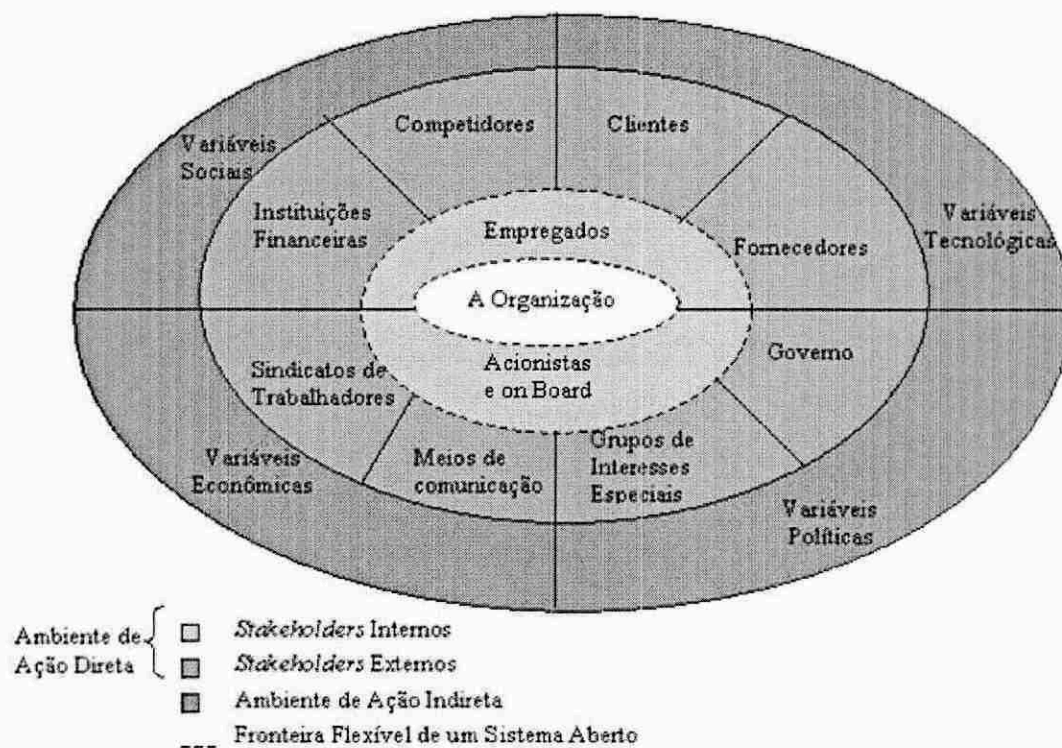 Competidores
Clientes
Variáveis
Sociais
Instituições
Financeiras
Empregados
Fornecedores
Variáveis
Tecnológicas
A Organização
Sindicatos de
Trabalhadores
Acionistas
e on Board
Governo
Variáveis
Econômicas
Meios de
comunicação
Grupos de
Interesses
Especiais
Variáveis
Políticas
Ambiente de
Ação Direta
Stakeholders Internos
Stakeholders Externos
Ambiente de Ação Indireta
Fronteira Flexível de um Sistema Aberto